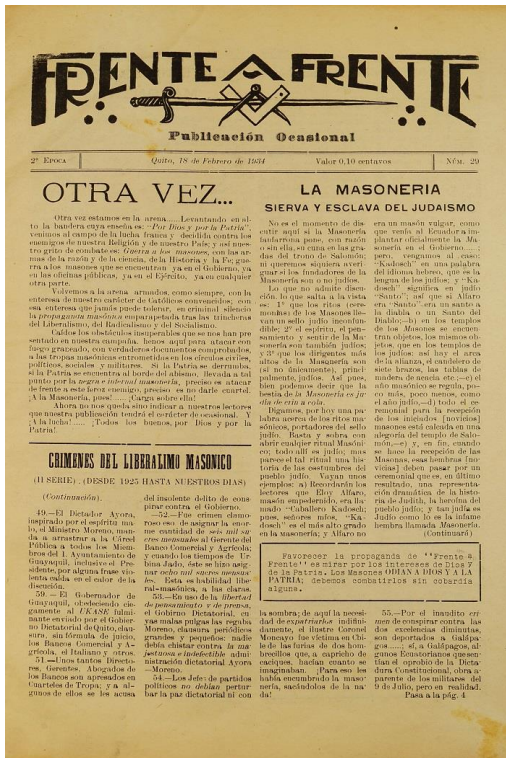 FRENTE A FRENTE
Publicación Ocasional
2ª EPOCA
Quito, 18 de Febrero de 1934
Valor 0,10 centavos
NÚM. 29
OTRA VEZ...
Otra vez estamos en la arena......Levantando en al-
to la bandera cuya enseña es: "Por Dios y por la Patria",
venimos al campo de la lucha franca y decidida contra los
enemigos de nuestra Religión y de nuestro País; y así nues-
tro grito de combate es: Guerra a los masones, con las ar-
mas de la razón y de la ciencia, de la Historia y la Fe; gue-
rra a los masones que se encuentran ya en el Gobierno, ya
en las oficinas públicas, ya en el Ejército, ya en cualquier
otra parte.
Volvemos a la arena armados, como siempre, con la
entereza de nuestro carácter de Católicos convencidos; con
esa entereza que jamás puede tolerar, en criminal silencio
la propaganda masónica emparapetada tras las trincheras
del Liberalismo, del Radicalismo y del Socialismo.
Caídos los obstáculos insuperables que se nos han pre
sentado en nuestra campaña, henos aquí para atacar con
fuego graneado, con verdaderos documentos comprobados,
a las tropas masónicas entrometidas en los círculos civiles,
políticos, sociales y militares. Si la Patria se derrumba,
si la Patria se encuentra al borde del abismo, llevada a tal
punto por la negra e infernal masonería, preciso es atacar
de frente a este feroz enemigo, preciso es no darle cuartel.
¡A la Masonería, pues!...... ¡Carga sobre ella!
Ahora no nos queda sino indicar a nuestros lectores
que nuestra publicación tendrá el carácter de ocasional. Y
¡A la lucha!...... ¡Todos los buenos, por Dios y por la
Patria!
CRIMENES DEL LIBERALIMO MASONICO
(II SERIE) . (DESDE 1925 HASTA NUESTROS DIAS)
(Continuación).
49.—El Dictador Ayora,
inspirado por el espíritu ma-
lo, el Ministro Moreno, man-
da a arrastrar a la Cárcel
Pública a todos los Miem-
bros del I. Ayuntamiento de
Guayaquil, inclusive el Pre-
sidente, por alguna frase vio-
lenta caída en el calor de la
discusión.
59. — El Gobernador de
Guayaquil, obedeciendo cie-
gamente al UKASE fulmi-
nante enviado por el Gobier-
no Dictatorial de Quito, clau-
sura, sin fórmula de juicio,
los Bancos Comercial y A-
grícola, el Italiano y otros.
51.—Unos tantos Directo-
res, Gerentes, Abogados de
los Bancos son apresados en
Cuarteles de Tropa; y a al-
gunos de ellos se les acusa
del insolente delito de cons-
pirar contra el Gobierno.
—52.—Fue crimen clamo-
roso eso de asignar la enor-
me cantidad de seis mil su
cres mensuales al Gerente del
Banco Comercial y Agrícola;
y cuando los tiempos de Ur-
bina Jado, éste se hizo asig-
nar ocho mil sucres mensua
les. Esta es habilidad libe-
ral-masónica, a las claras.
—53.—En uso de la libertad
de pensamiento y de prensa,
el Gobirno Dictatorial, en
vas malas pulgas las regaba
Moreno, clausura periódicos
grandes y pequeños: nadie
debía chistar contra la ma
jestuosa e indefectible admi-
nistración dictatorial Ayora
—Moreno.
—54.—Los Jefes de partidos
políticos no debían pertur-
bar la paz dictatorial ni con
LA MASONERIA
SIERVA Y ESCLAVA DEL JUDAISMO
No es el momento de dis-
cutir aquí si la Masonería
fanfarrona pone, con razón
o sin ella, su cuna en las gra-
das del trono de Salomón;
ni queremos siquiera averi-
guar si los fundadores de la
Masonería son o no judíos.
Lo que no admite discu-
ción, lo que salta a la vista
es: 1º que los ritos (cere-
monias) de los Masones lle-
van un sello judío inconfun-
dible; 2º el espíritu, el pen-
samiento y sentir de la Ma-
sonería son también judíos;
y 3º que los dirigentes más
altos de la Masonería son
(si no únicamente), princi-
palmente, judíos. Así pues,
bien podemos decir que la
bestia de la Masonería es ju-
día de cría a cola.
Digamos, por hoy una pa-
labra acerca de los ritos ma-
sónicos, portadores del sello
judío. Basta y sobra con
abrir cualquier ritual Masóni-
co; todo allí es judío; mas
parece el tal ritual una his-
toria de las costumbres del
pueblo judío. Vayan unos
ejemplos: a) Recordarán los
lectores que Eloy Alfaro,
masón empedernido, era lla-
mado "Caballero Kadosch;
pues, señores niños, "Ka-
dosch" es el más alto grado
en la masonería; y Alfaro no
era un masón vulgar, como
que venía al Ecuador a im-
plantar oficialmente la Ma-
sonería en el Gobierno.... ;
pero, vengamos al caso:
"Kadosch" en una palabra
del idioma hebreo, que es la
lengua de los judíos; y "Ka-
dosch" significa en judío
"Santo"; así que si Alfaro
era "Santo" era un santo a
la diabla o un Santo del
Diablo;—b) en los templos
de los Masones se encuen-
tran objetos, los mismos ob-
jetos, que en los templos de
los judíos: así hay el arca
de la alianza, el candelero de
siete brazos, las tablas de
madera de acacia etc.;—c) el
año masónico se regula, po-
co más, poco menos, como
el año judío,—d) todo el ce-
remonial para la recepción
de los iniciados [novicios]
masones está calcada en una
alegoría del templo de Salo-
món,—e) y, en fin, cuando
se hace la recepción de las
Masonas, esas hembras [no-
vicias] deben pasar por un
ceremonial que es, en último
resultado, una represen-
tación dramática de la histo-
ria de Judith, la heroína del
pueblo judío; y tan judía es
Judío como lo es la infame
hembra llamada Masonería.
(Continuará)
Favorecer la propaganda de "Frente a
Frente" es mirar por los intereses de Dios y
de la Patria. Los Masones ODIAN A DIOS Y A LA
PATRIA; debemos combatirlos sin cobardía
alguna.
la sombra; de aquí la necesi-
dad de expatriarlos indifini-
damente, el ilustre Coronel
Moncayo fue víctima en Chi-
le de las furias de dos hom-
brecillos que, a capricho de
caciques, hacían cuanto se
imaginaban. ¡Para eso les
había encumbrado la maso-
nería, sacándolos de la na-
da!
55.—Por el inaudito cri
men de conspirar contra las
dos excelencias diminutas,
son deportados a Galápa
gos......; sí, a Galápagos, al-
gunos Ecuatorianos que sen-
tían el oprobio de la Dicta
dura Constitucional, obra a-
parente de los militares del
9 de Julio, pero en realidad.
Pasa a la pág. 4